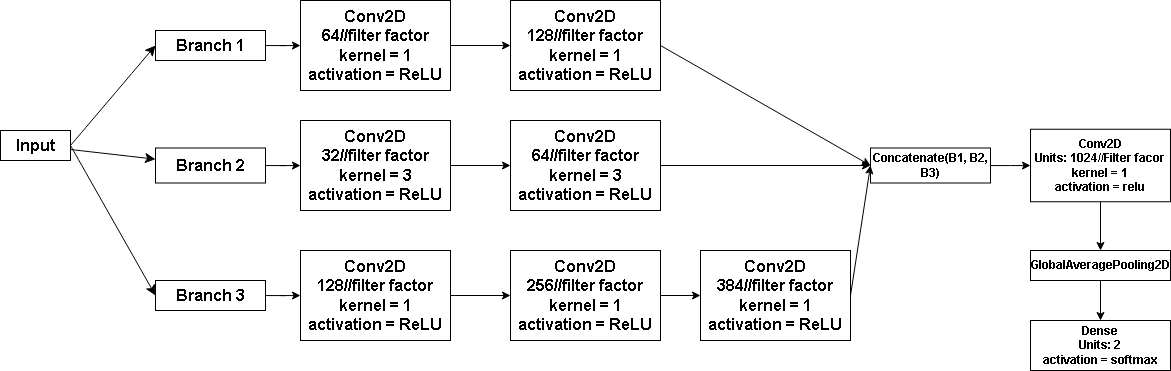 Input
Branch 1
Conv2D
64//filter factor
kernel = 1
activation = ReLU
Conv2D
128//filter factor
kernel = 1
activation = ReLU
Branch 2
Conv2D
32//filter factor
kernel = 3
activation = ReLU
Conv2D
64//filter factor
kernel = 3
activation = ReLU
Branch 3
Conv2D
128//filter factor
kernel = 1
activation = ReLU
Conv2D
256//filter factor
kernel = 1
activation = ReLU
Conv2D
384//filter factor
kernel = 1
activation = ReLU
Concatenate(B1, B2,
B3)
Conv2D
Units: 1024//Filter facor
kernel = 1
activation = relu
GlobalAveragePooling2D
Dense
Units: 2
activation = softmax